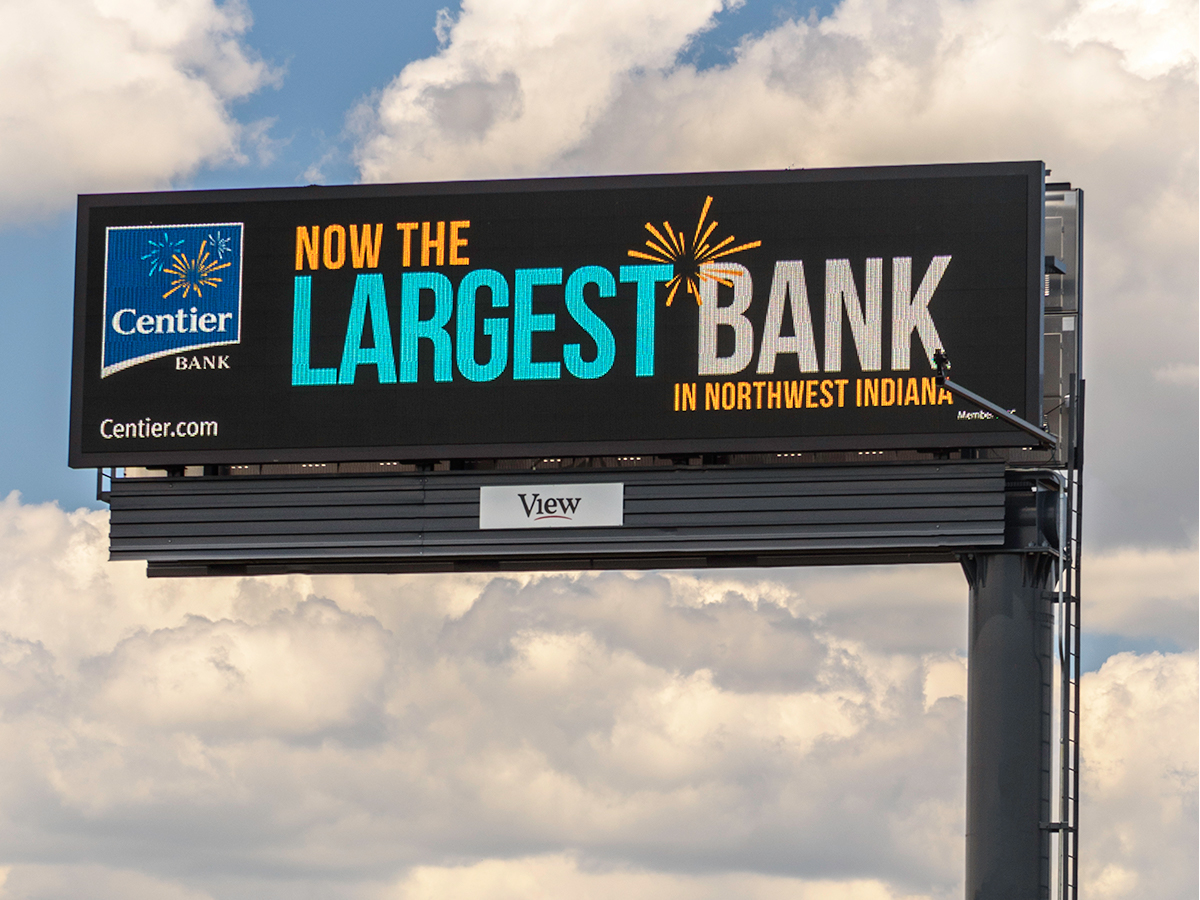 Centier
BANK
NOW THE
LARGEST BANK
IN NORTHWEST INDIANA
Centier.com
View